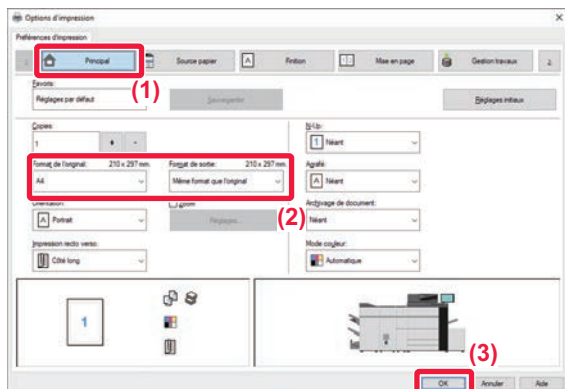 Options d'impression
Préférences d'impression
Principal
Source papier
A
Finition
Mise en page
Gestion travaux
(1)
Favoris:
Réglages par défaut
Sauvegarder
Réglages initiaux
Copies:
1
+ -
N-Up:
1 Néant
Format de l'original: 210 x 297 mm.
A4
Format de sortie: 210 x 297 mm.
Même format que l'original
Agrafe:
A Néant
(2)
Orientation:
A Portrait
Zoom
Réglages...
Archivage de document:
Néant
Impression recto verso:
Côté long
Mode couleur:
Automatique
1
(3)
OK
Annuler
Aide